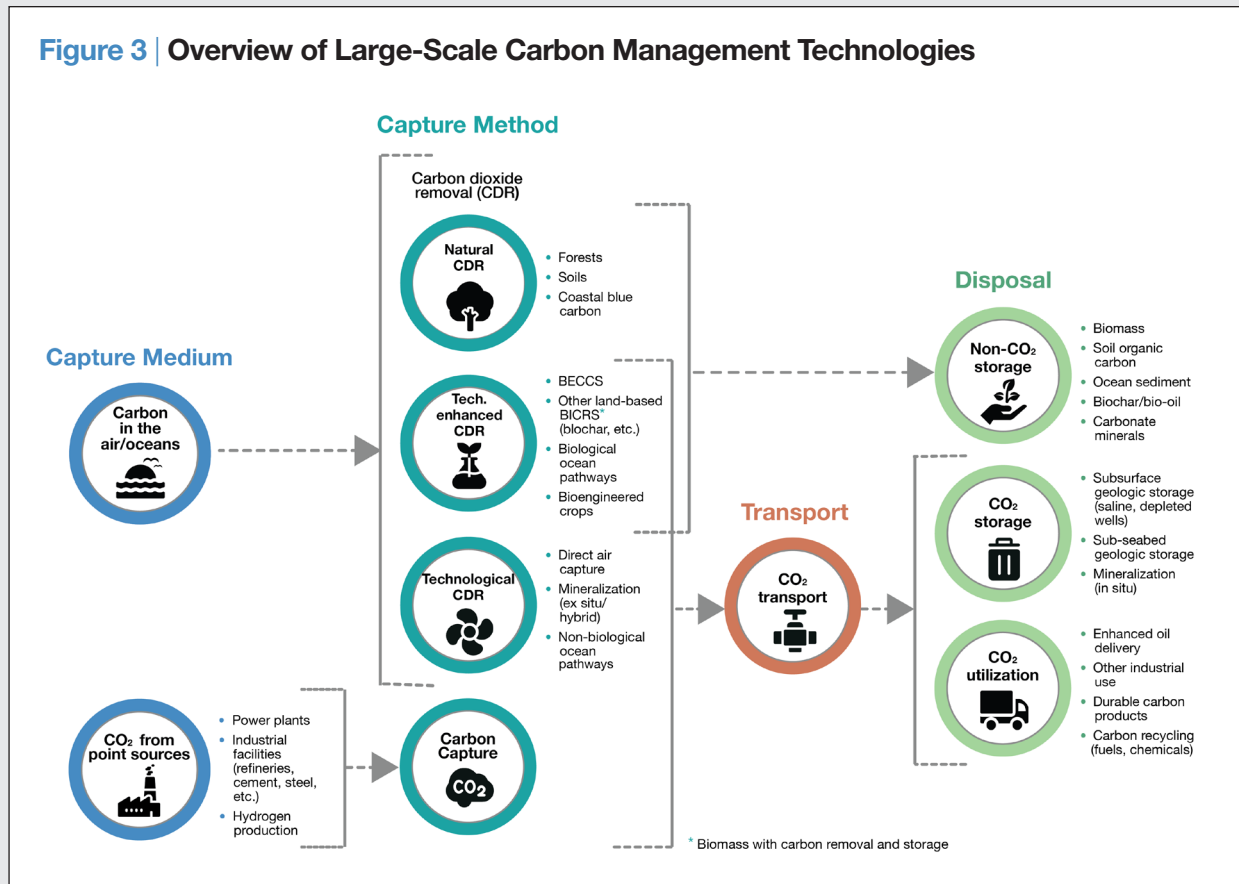 Figure 3 | Overview of Large-Scale Carbon Management Technologies
Capture Method
Carbon dioxide
removal (CDR)
Natural
CDR
• Forests
• Soils
• Coastal blue
carbon
Capture Medium
Carbon
in the
air/oceans
Tech.
enhanced
CDR
• BECCS
• Other land-based
BICRS*
(blochar, etc.)
• Biological
ocean
pathways
• Bioengineered
crops
Technological
CDR
• Direct air
capture
• Mineralization
(ex situ/
hybrid)
• Non-biological
ocean
pathways
CO₂ from
point sources
• Power plants
• Industrial
facilities
(refineries,
cement, steel,
etc.)
• Hydrogen
production
Carbon
Capture
CO₂
Transport
CO₂
transport
Disposal
Non-CO₂
storage
• Biomass
• Soil organic
carbon
• Ocean sediment
• Biochar/bio-oil
• Carbonate
minerals
CO₂
storage
• Subsurface
geologic storage
(saline, depleted
wells)
• Sub-seabed
geologic storage
• Mineralization
(in situ)
CO₂
utilization
• Enhanced oil
delivery
• Other industrial
use
• Durable carbon
products
• Carbon recycling
(fuels, chemicals)
* Biomass with carbon removal and storage